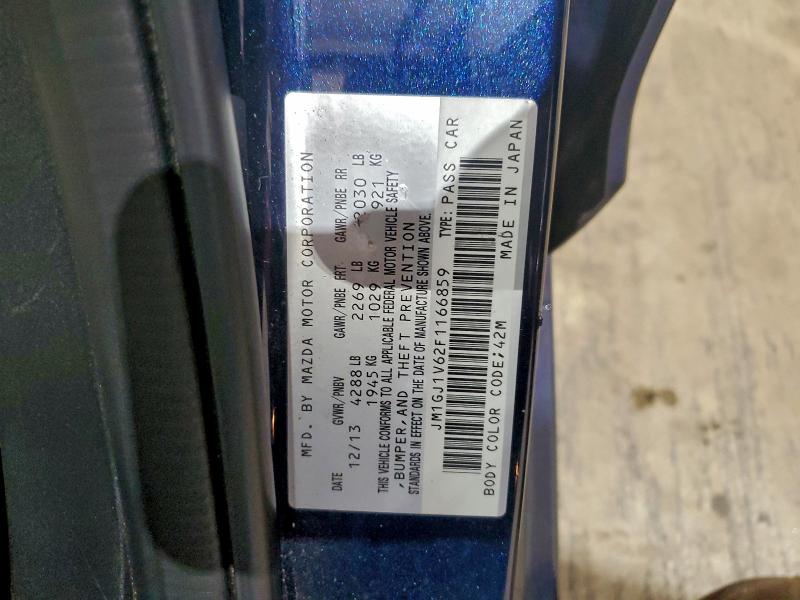 MFD. BY MAZDA MOTOR CORPORATION
DATE GVWR/PNBV GAWR/PNBE FRT GAWR/PNBE RR
12/13 4288 LB 2269 LB 2030 LB
1945 KG 1029 KG 921 KG
THIS VEHICLE CONFORMS TO ALL APPLICABLE FEDERAL MOTOR VEHICLE SAFETY
, BUMPER, AND THEFT PREVENTION
STANDARDS IN EFFECT ON THE DATE OF MANUFACTURE SHOWN ABOVE.
JM1GJ1V62F1166859 TYPE: PASS CAR
BODY COLOR CODE;42M MADE IN JAPAN